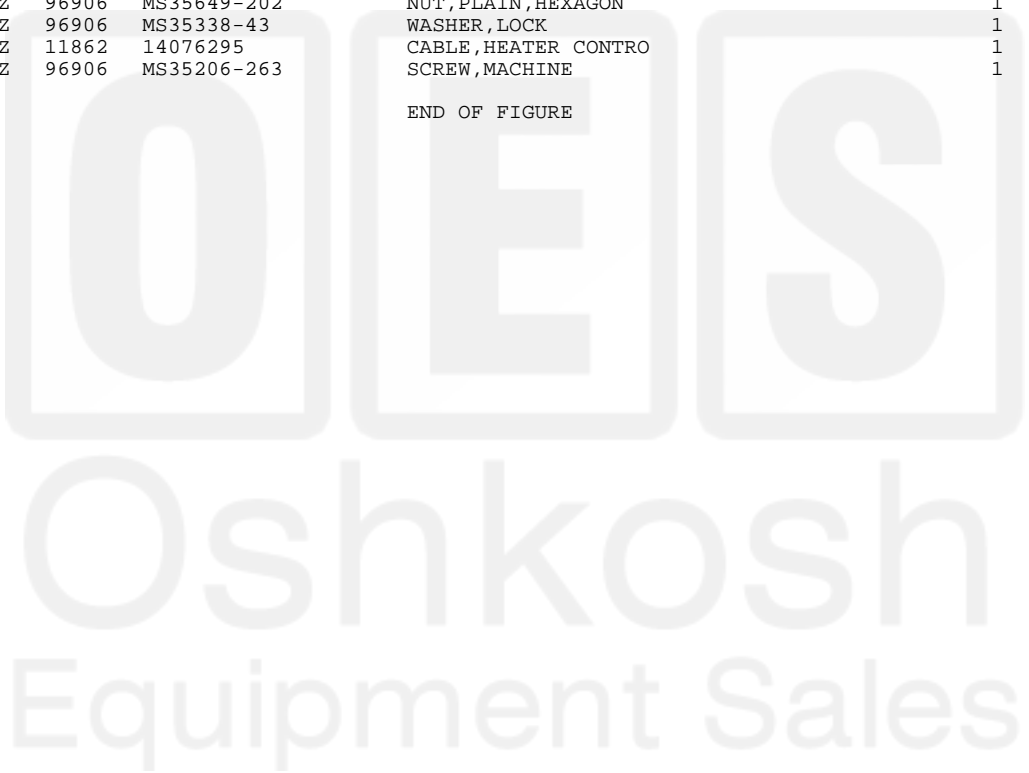 Z 96906 MS35649-202 NUT,PLAIN,HEXAGON 1
Z 96906 MS35338-43 WASHER,LOCK 1
Z 11862 14076295 CABLE,HEATER CONTRO 1
Z 96906 MS35206-263 SCREW,MACHINE 1
END OF FIGURE
OES
Oshkosh
Equipment Sales